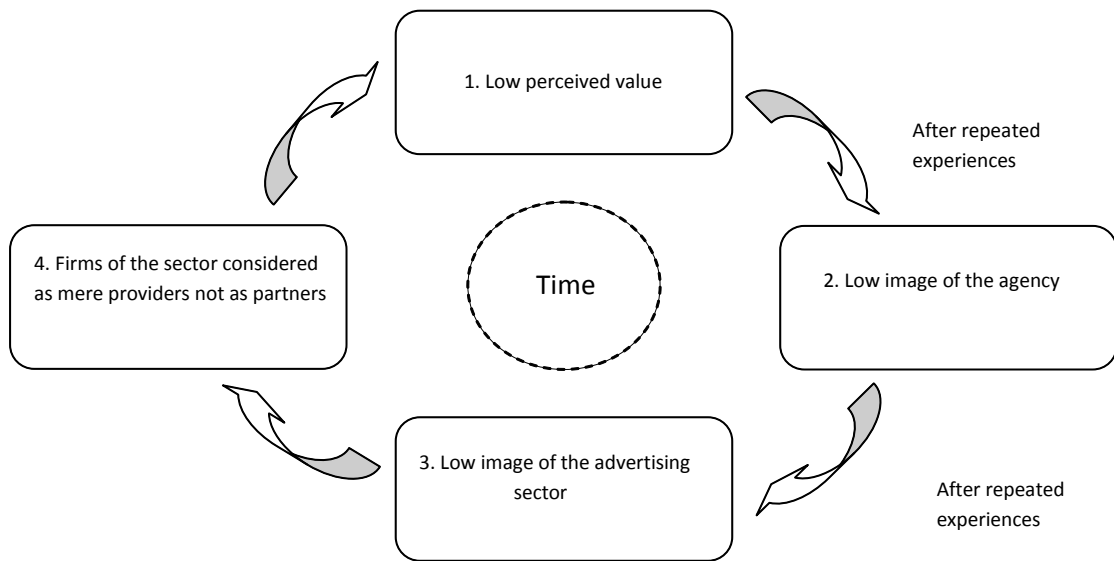 1. Low perceived value
After repeated
experiences
4. Firms of the sector considered
as mere providers not as partners
Time
2. Low image of the agency
3. Low image of the advertising
sector
After repeated
experiences